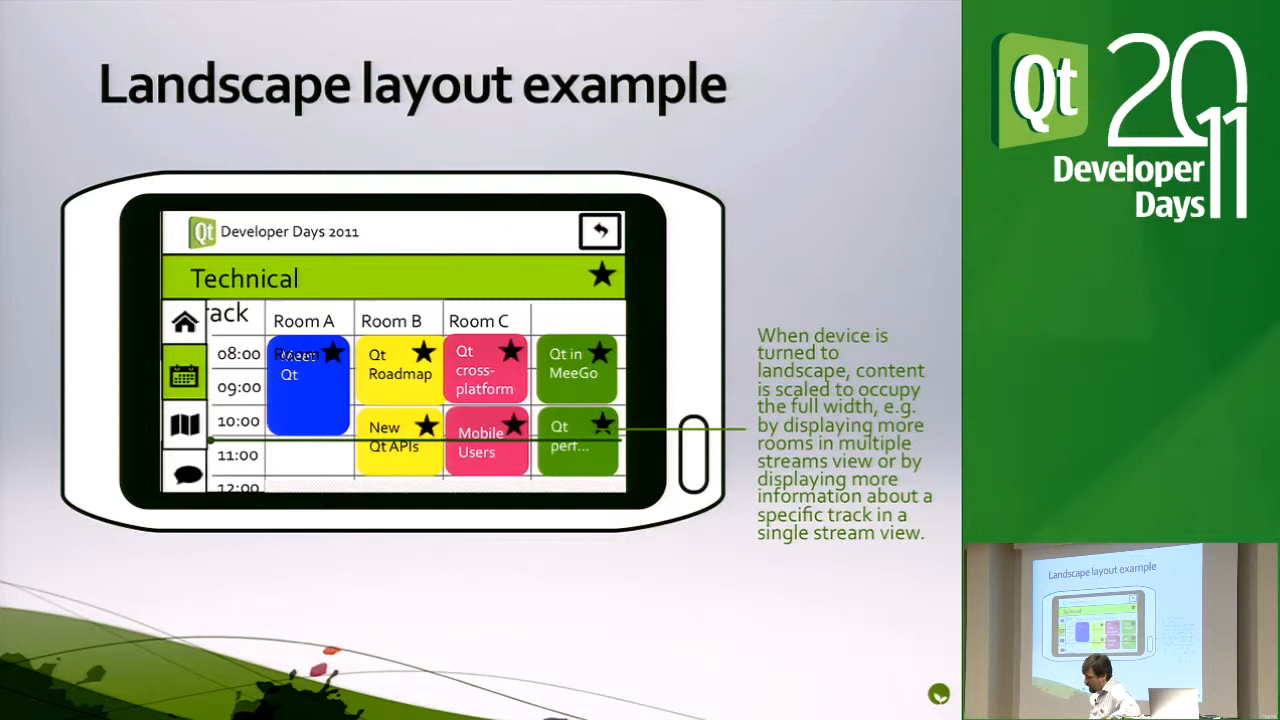 Landscape layout example
Qt
Developer Days 2011
Technical
rack
Room A
Room B
Room C
08:00
09:00
10:00
11:00
12:00
Room
Meet
Qt
Qt
Roadmap
Qt
cross-
platform
Qt in
MeeGo
New
Qt APIs
Mobile
Users
Qt
perf...
When device is
turned to
landscape, content
is scaled to occupy
the full width, e.g.
by displaying more
rooms in multiple
streams view or by
displaying more
information about a
specific track in a
single stream view.
Qt
2011
Developer
Days
Landscape layout example